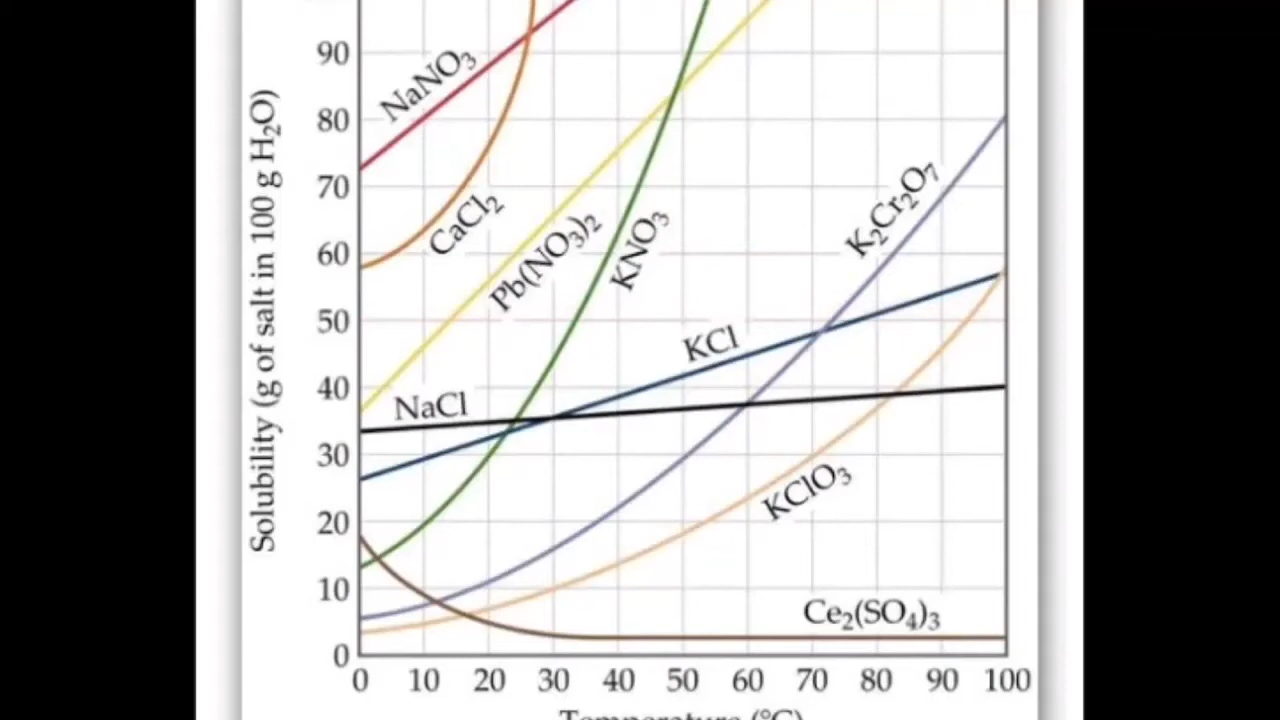 Solubility (g of salt in 100 g H₂O)
90
80
70
60
50
40
30
20
10
0
NaNO₃
CaCl₂
Pb(NO₃)₂
KNO₃
K₂Cr₂O₇
KCl
NaCl
KClO₃
Ce₂(SO₄)₃
0 10 20 30 40 50 60 70 80 90 100
Temperature (°C)